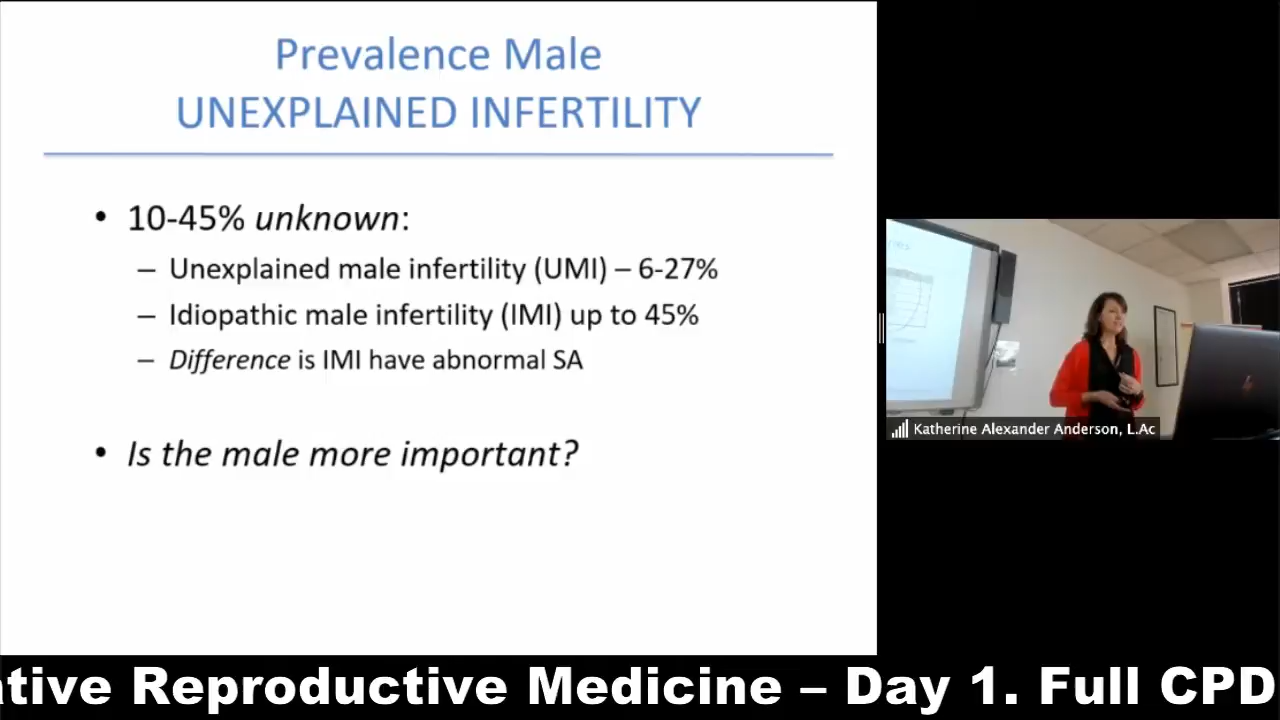 Prevalence Male
UNEXPLAINED INFERTILITY
• 10-45% unknown:
– Unexplained male infertility (UMI) – 6-27%
– Idiopathic male infertility (IMI) up to 45%
– Difference is IMI have abnormal SA
• Is the male more important?
Katherine Alexander Anderson, L.Ac
ative Reproductive Medicine – Day 1. Full CPD